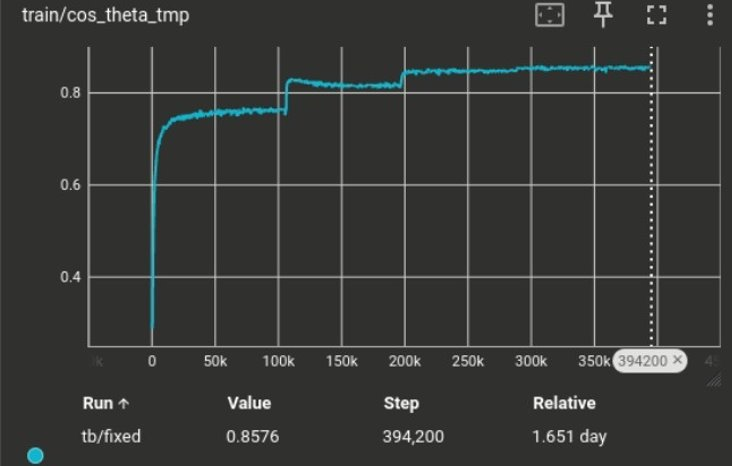 train/cos_theta_tmp
0.8
0.6
0.4
k 0 50k 100k 150k 200k 250k 300k 350k 394200 × 45
Run ↑ Value Step Relative
tb/fixed 0.8576 394,200 1.651 day